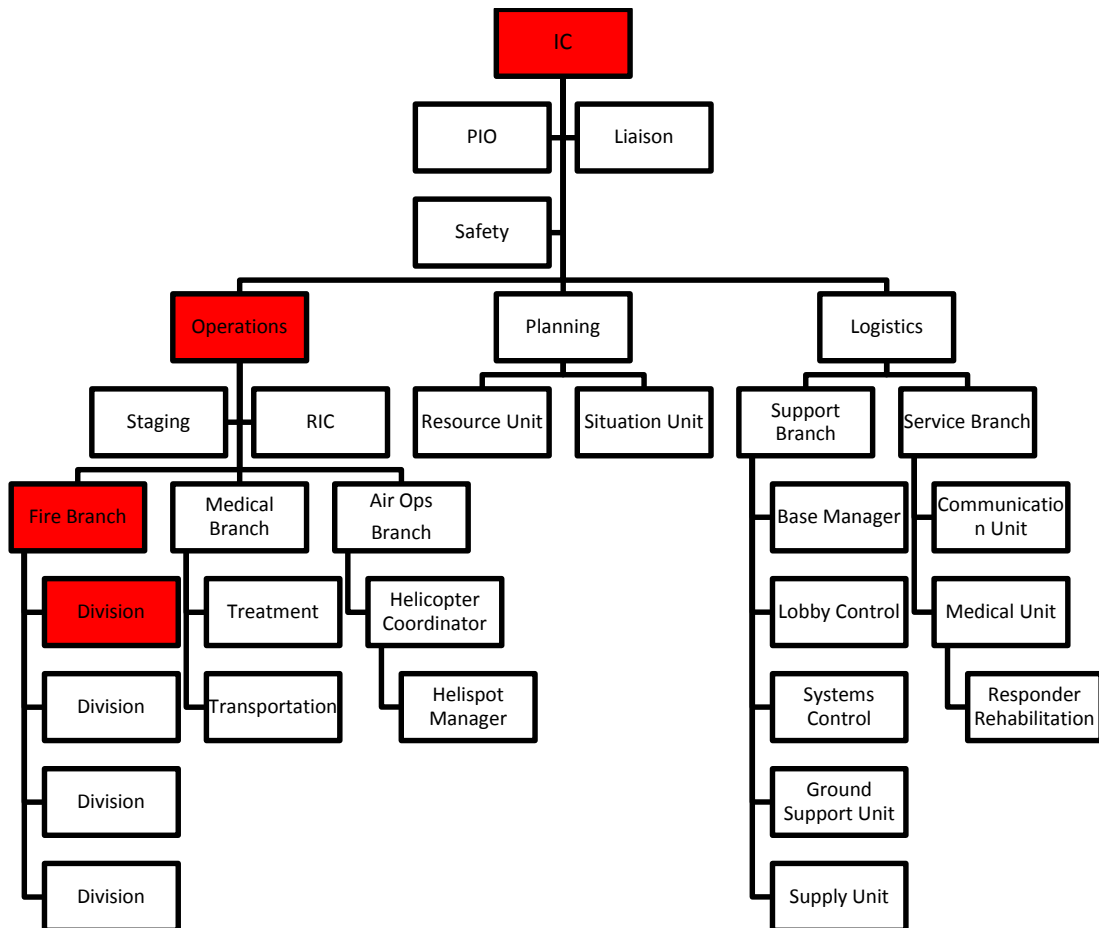 IC
PIO
Liaison
Safety
Operations
Planning
Logistics
Staging
RIC
Resource Unit
Situation Unit
Support
Branch
Service Branch
Fire Branch
Medical
Branch
Air Ops
Branch
Base Manager
Communicatio
n Unit
Division
Treatment
Helicopter
Coordinator
Lobby Control
Medical Unit
Division
Transportation
Helispot
Manager
Systems
Control
Responder
Rehabilitation
Division
Ground
Support Unit
Division
Supply Unit